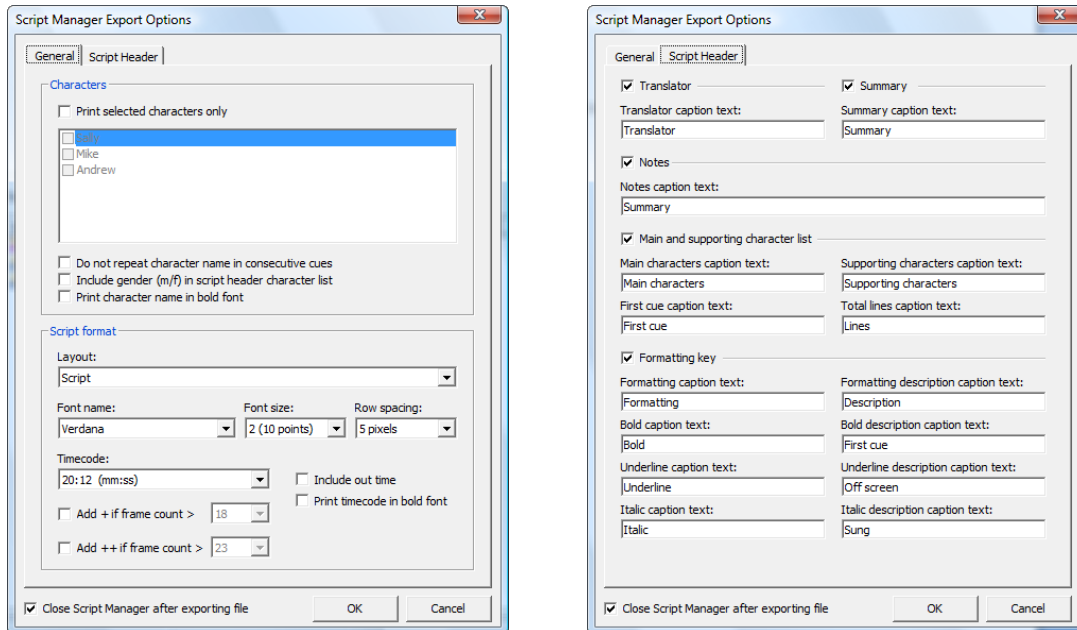 Script Manager Export Options
General
Script Header
Characters
Print selected characters only
Sally
Mike
Andrew
Do not repeat character name in consecutive cues
Include gender (m/f) in script header character list
Print character name in bold font
Script format
Layout:
Script
Font name: Font size: Row spacing:
Verdana 2 (10 points) 5 pixels
Timecode:
20:12 (mm:ss)
Include out time
Print timecode in bold font
Add + if frame count > 18
Add ++ if frame count > 23
Close Script Manager after exporting file OK Cancel
Script Manager Export Options
General
Script Header
Translator Summary
Translator caption text: Summary caption text:
Translator Summary
Notes
Notes caption text:
Summary
Main and supporting character list
Main characters caption text: Supporting characters caption text:
Main characters Supporting characters
First cue caption text: Total lines caption text:
First cue Lines
Formatting key
Formatting caption text: Formatting description caption text:
Formatting Description
Bold caption text: Bold description caption text:
Bold First cue
Underline caption text: Underline description caption text:
Underline Off screen
Italic caption text: Italic description caption text:
Italic Sung
Close Script Manager after exporting file OK Cancel